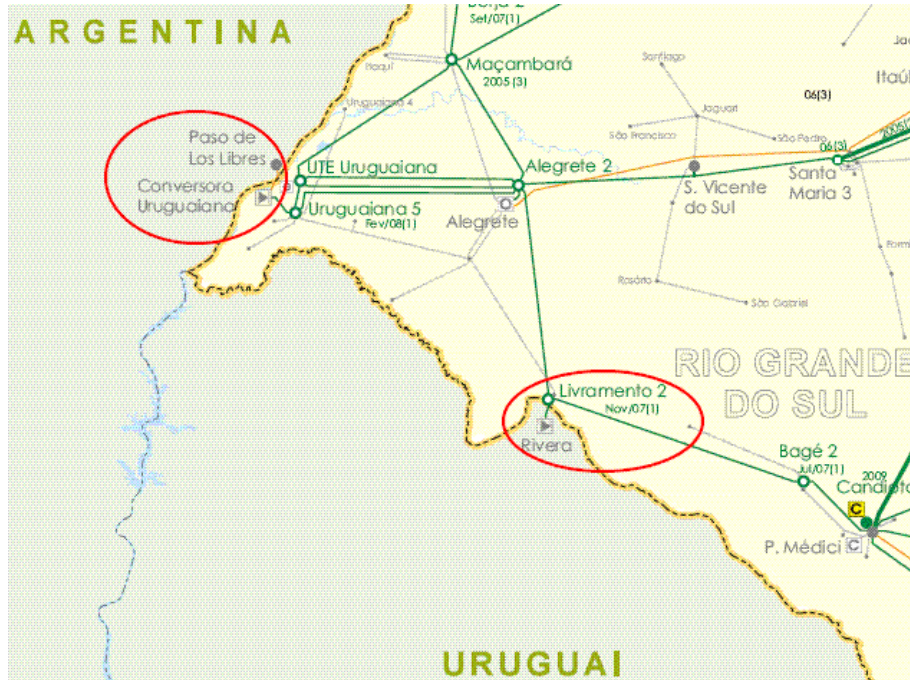 Set/07(1)
ARGENTINA
Maçambará
2005 (3)
Itaqui
Santiago
Uruguaiana 4
06(3)
Jaguari
São Francisco
São Pedro
Paso de
Los Libres
UTE Uruguaiana
Alegrete 2
06(3)
Conversora
Uruguaiana
Santa
Maria 3
S. Vicente
do Sul
Uruguaiana 5
Fev/08(1)
Alegrete
Rosário
São Gabriel
RIO GRANDE
DO SUL
Livramento 2
Nov/07(1)
Rivera
Bagé 2
Jul/07(1)
2009
C
P. Médici
C
URUGUAI